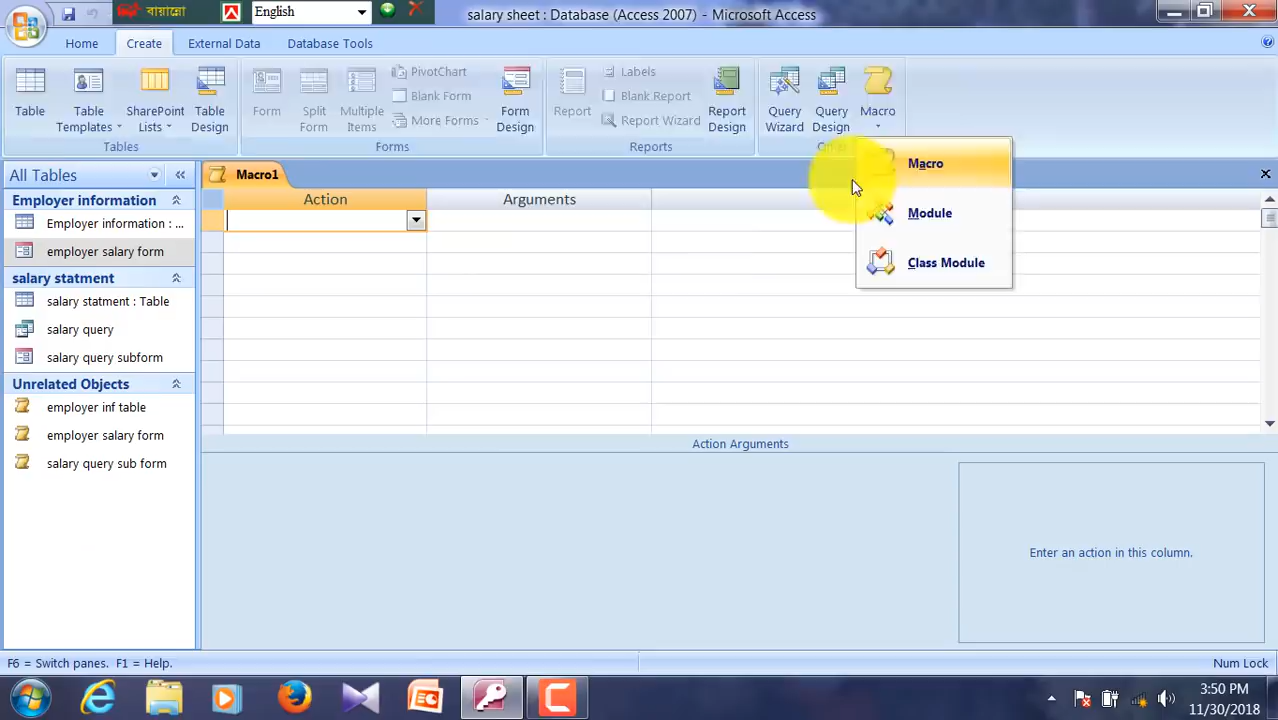 বায়ান্নো
English
salary sheet : Database (Access 2007) - Microsoft Access
Home
Create
External Data
Database Tools
Table
Table Templates
SharePoint Lists
Table Design
Tables
Form
Split Form
Multiple Items
PivotChart
Blank Form
More Forms
Form Design
Forms
Report
Labels
Blank Report
Report Wizard
Report Design
Reports
Query Wizard
Query Design
Macro
Macro
Module
Class Module
All Tables
Employer information
Employer information : ...
employer salary form
salary statment
salary statment : Table
salary query
salary query subform
Unrelated Objects
employer inf table
employer salary form
salary query sub form
Macro1
Action
Arguments
Action Arguments
Enter an action in this column.
F6 = Switch panes. F1 = Help.
Num Lock
3:50 PM
11/30/2018